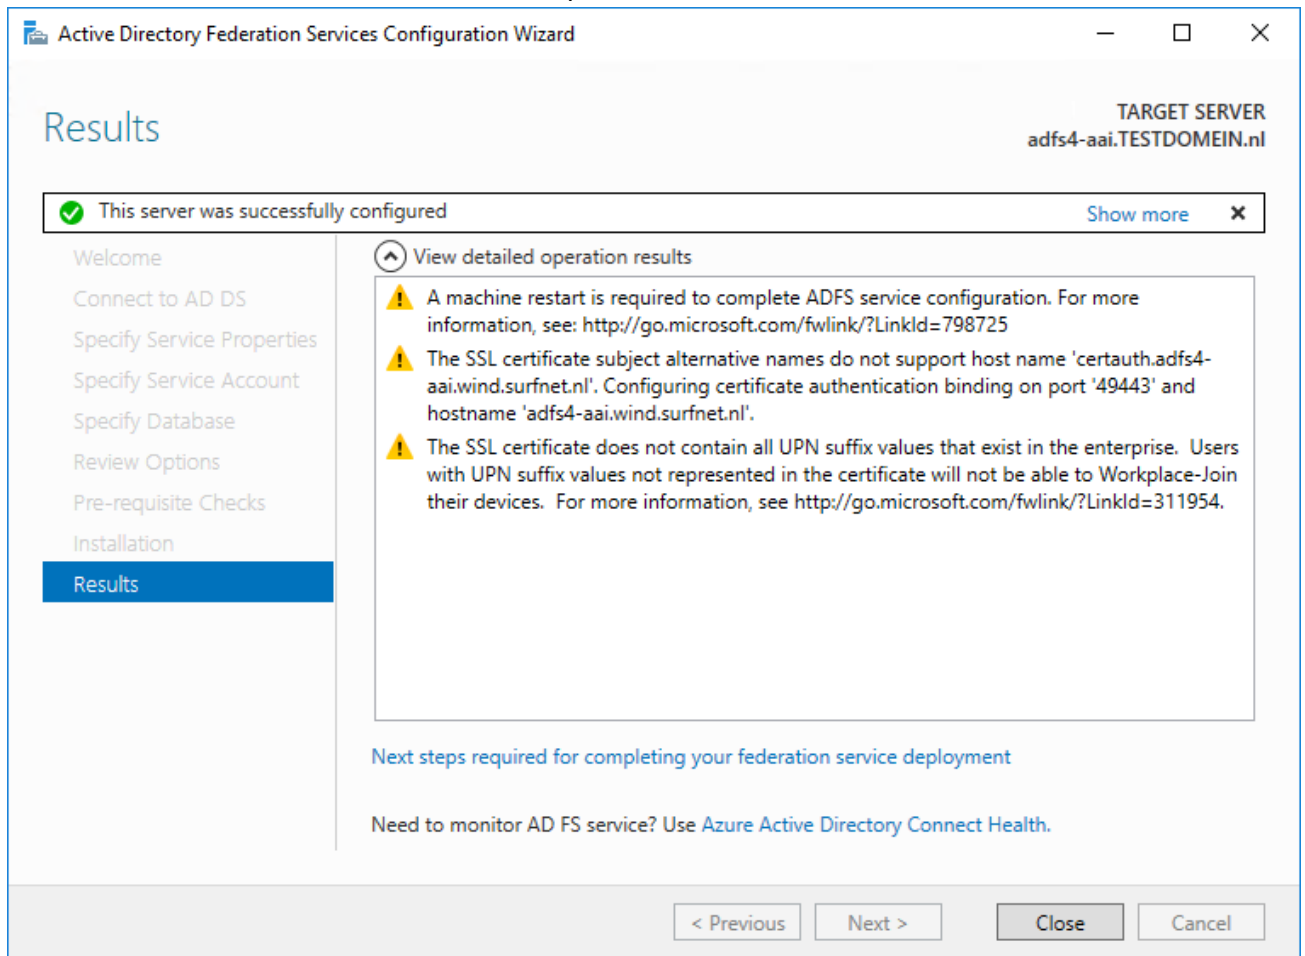 Active Directory Federation Services Configuration Wizard
Results
TARGET SERVER
adfs4-aai.TESTDOMEIN.nl
This server was successfully configured
Show more
Welcome
Connect to AD DS
Specify Service Properties
Specify Service Account
Specify Database
Review Options
Pre-requisite Checks
Installation
Results
View detailed operation results
A machine restart is required to complete ADFS service configuration. For more
information, see: http://go.microsoft.com/fwlink/?LinkId=798725
The SSL certificate subject alternative names do not support host name 'certauth.adfs4-
aai.wind.surfnet.nl'. Configuring certificate authentication binding on port '49443' and
hostname 'adfs4-aai.wind.surfnet.nl'.
The SSL certificate does not contain all UPN suffix values that exist in the enterprise.  Users
with UPN suffix values not represented in the certificate will not be able to Workplace-Join
their devices.  For more information, see http://go.microsoft.com/fwlink/?LinkId=311954.
Next steps required for completing your federation service deployment
Need to monitor AD FS service? Use Azure Active Directory Connect Health.
< Previous
Next >
Close
Cancel